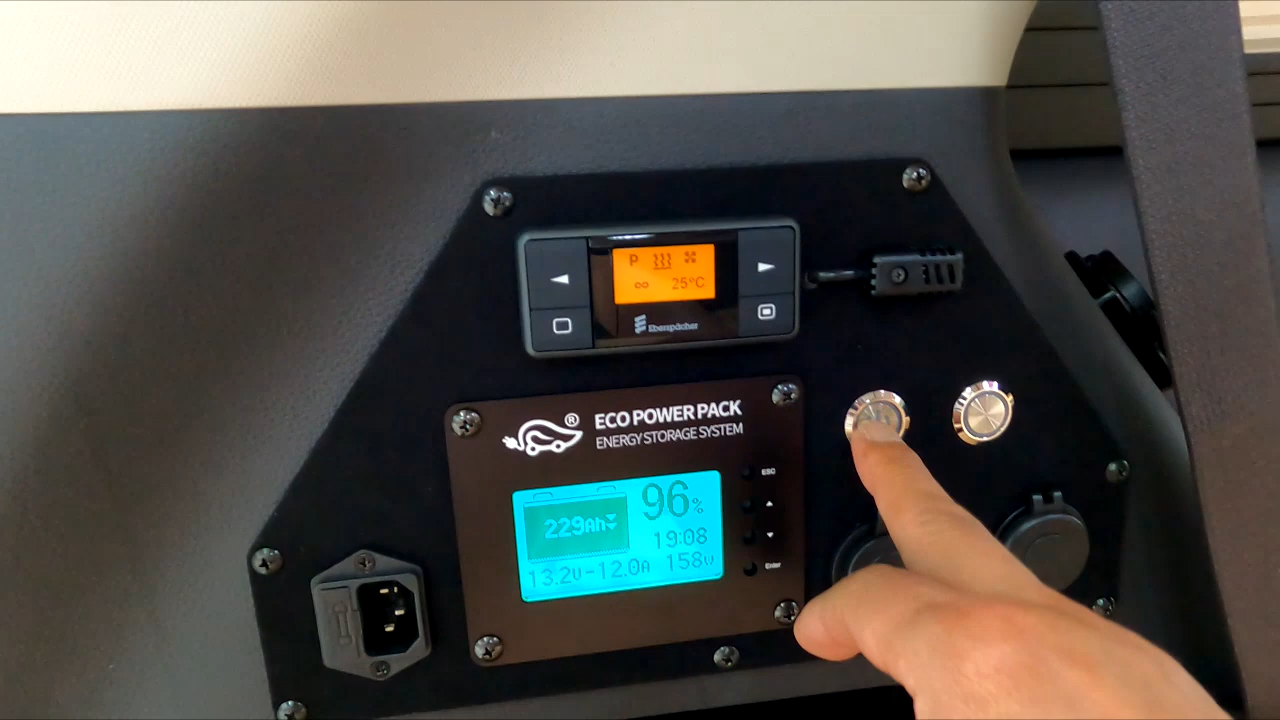 P
∞ 25°C
Eberspächer
®
ECO POWER PACK
ENERGY STORAGE SYSTEM
ESC
96%
229Ah
19:08
13.2V-12.0A 158W
Enter